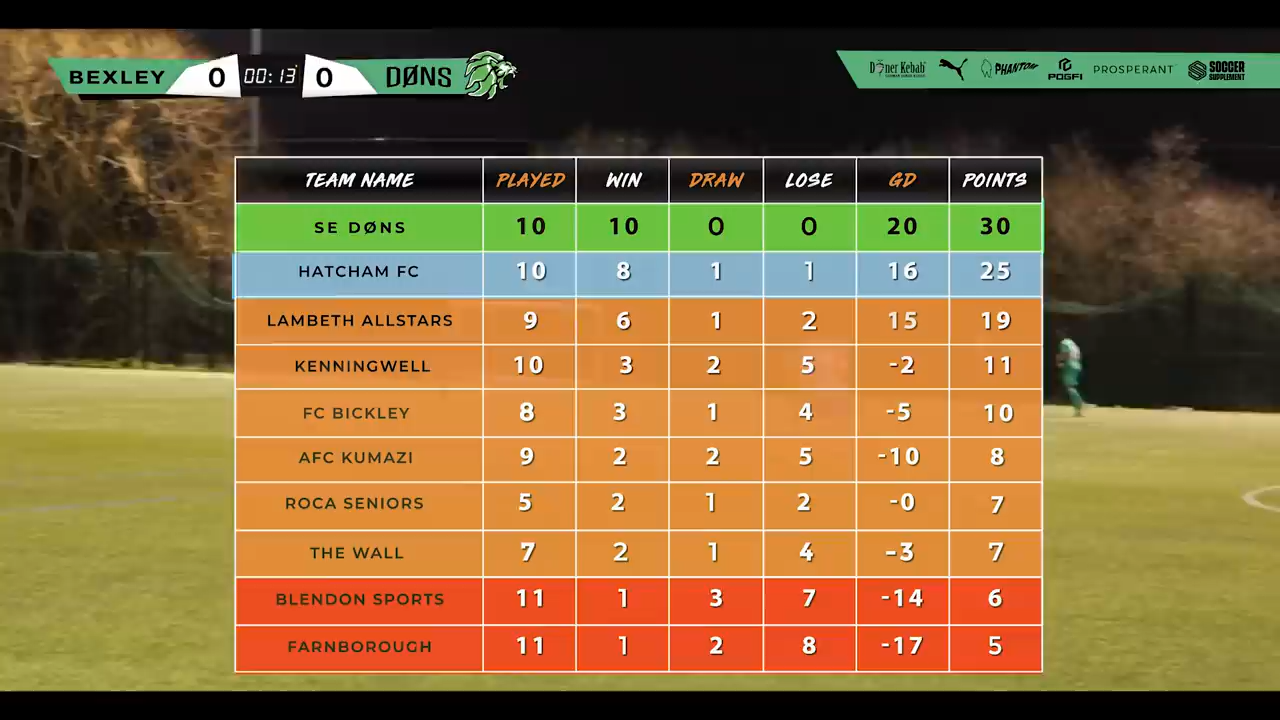 BEXLEY 0 00:13 0 DØNS
Döner Kebab PUMA PHANTOM POGFI PROSPERANT SOCCER SUPPLEMENT
TEAM NAME PLAYED WIN DRAW LOSE GD POINTS
SE DØNS 10 10 0 0 20 30
HATCHAM FC 10 8 1 1 16 25
LAMBETH ALLSTARS 9 6 1 2 15 19
KENNINGWELL 10 3 2 5 -2 11
FC BICKLEY 8 3 1 4 -5 10
AFC KUMAZI 9 2 2 5 -10 8
ROCA SENIORS 5 2 1 2 -0 7
THE WALL 7 2 1 4 -3 7
BLENDON SPORTS 11 1 3 7 -14 6
FARNBOROUGH 11 1 2 8 -17 5